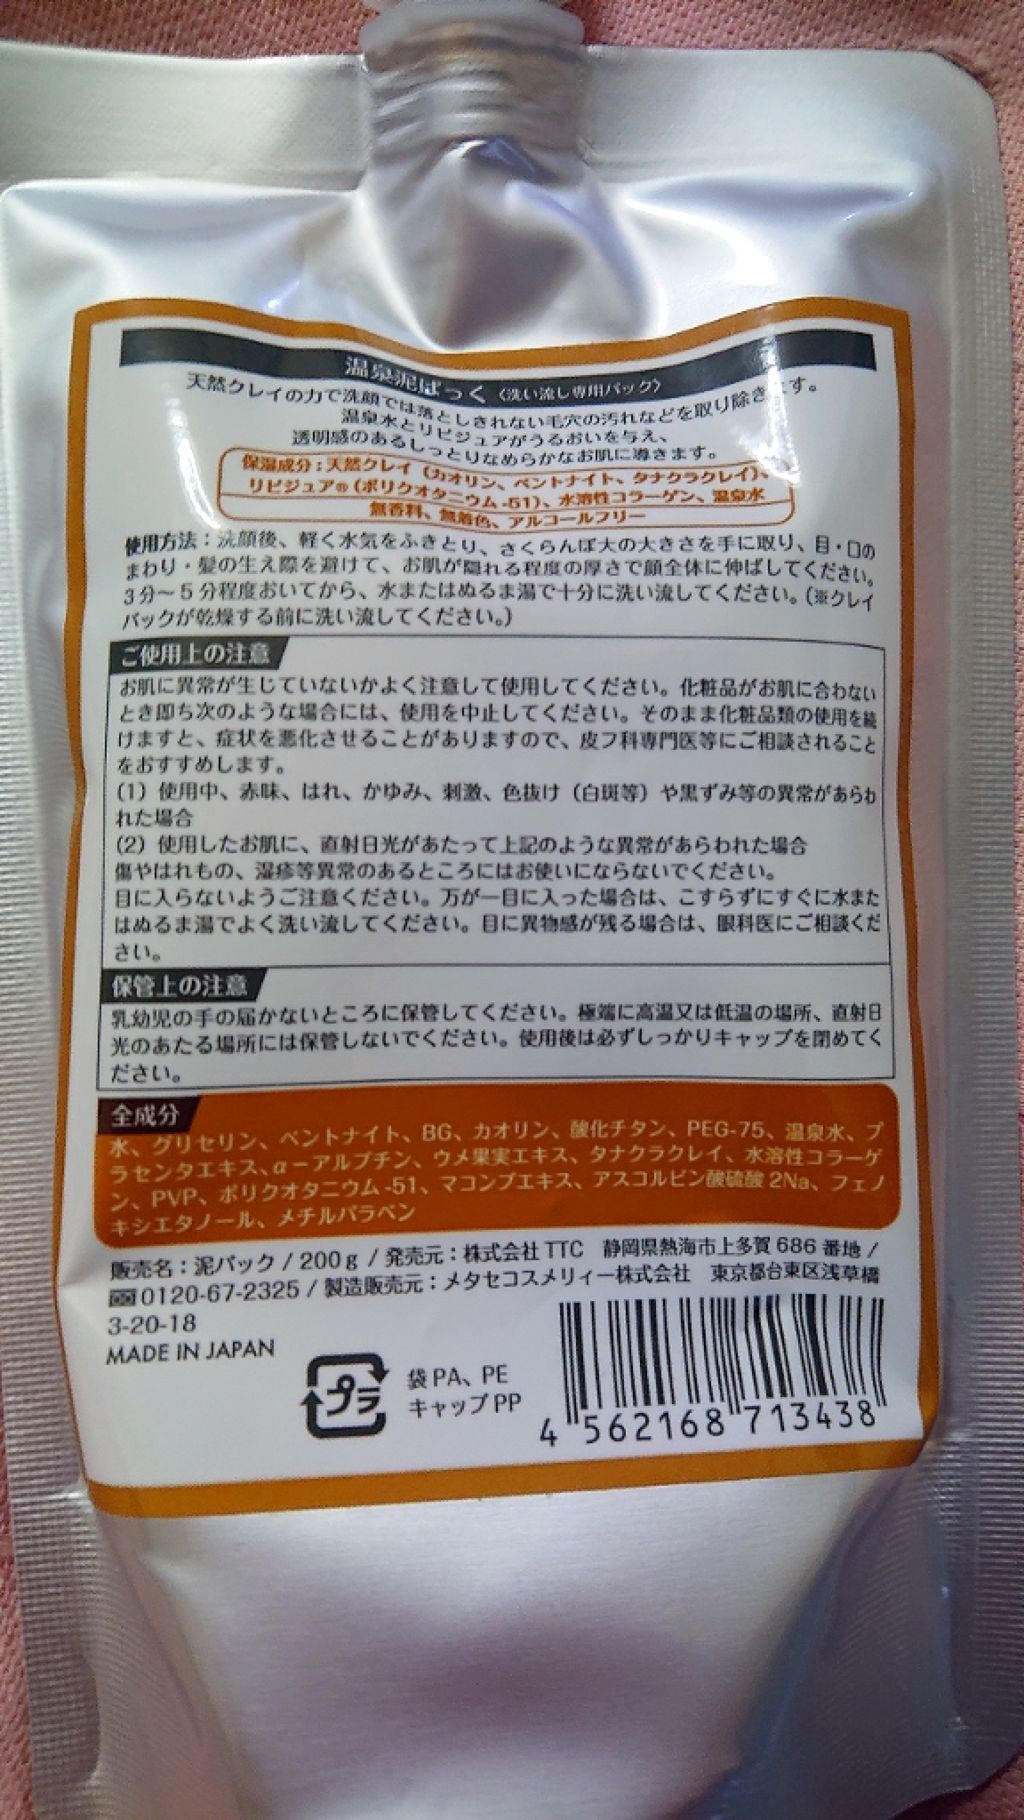 温泉泥ぱっく〈洗い流し専用パック〉
天然クレイの力で洗顔では落としきれない毛穴の汚れなどを取り除きます。
温泉水とリピジュアがうるおいを与え、
透明感のあるしっとりなめらかなお肌に導きます。
保湿成分：天然クレイ（カオリン、ベントナイト、タナクラクレイ）、
リピジュア®（ポリクオタニウム-51）、水溶性コラーゲン、温泉水
無香料、無着色、アルコールフリー
使用方法：洗顔後、軽く水気をふきとり、さくらんぼ大の大きさを手に取り、目・口の
まわり・髪の生え際を避けて、お肌が隠れる程度の厚さで顔全体に伸ばしてください。
3分～5分程度おいてから、水またはぬるま湯で十分に洗い流してください。（※クレイ
パックが乾燥する前に洗い流してください。）
ご使用上の注意
お肌に異常が生じていないかよく注意して使用してください。化粧品がお肌に合わない
とき即ち次のような場合には、使用を中止してください。そのまま化粧品類の使用を続
けますと、症状を悪化させることがありますので、皮フ科専門医等にご相談されること
をおすすめします。
（1）使用中、赤味、はれ、かゆみ、刺激、色抜け（白斑等）や黒ずみ等の異常があらわ
れた場合
（2）使用したお肌に、直射日光があたって上記のような異常があらわれた場合
傷やはれもの、湿疹等異常のあるところにはお使いにならないでください。
目に入らないようご注意ください。万が一目に入った場合は、こすらずにすぐに水また
はぬるま湯でよく洗い流してください。目に異物感が残る場合は、眼科医にご相談くだ
さい。
保管上の注意
乳幼児の手の届かないところに保管してください。極端に高温又は低温の場所、直射日
光のあたる場所には保管しないでください。使用後は必ずしっかりキャップを閉めてく
ださい。
全成分
水、グリセリン、ベントナイト、BG、カオリン、酸化チタン、PEG-75、温泉水、プ
ラセンタエキス、α－アルブチン、ウメ果実エキス、タナクラクレイ、水溶性コラーゲ
ン、PVP、ポリクオタニウム-51、マコンブエキス、アスコルビン酸硫酸2Na、フェノ
キシエタノール、メチルパラベン
販売名：泥パック / 200g / 発売元：株式会社TTC 静岡県熱海市上多賀686番地 /
0120-67-2325 / 製造販売元：メタセコスメリィー株式会社 東京都台東区浅草橋
3-20-18
MADE IN JAPAN
プラ
袋PA、PE
キャップPP
4 562168 713438